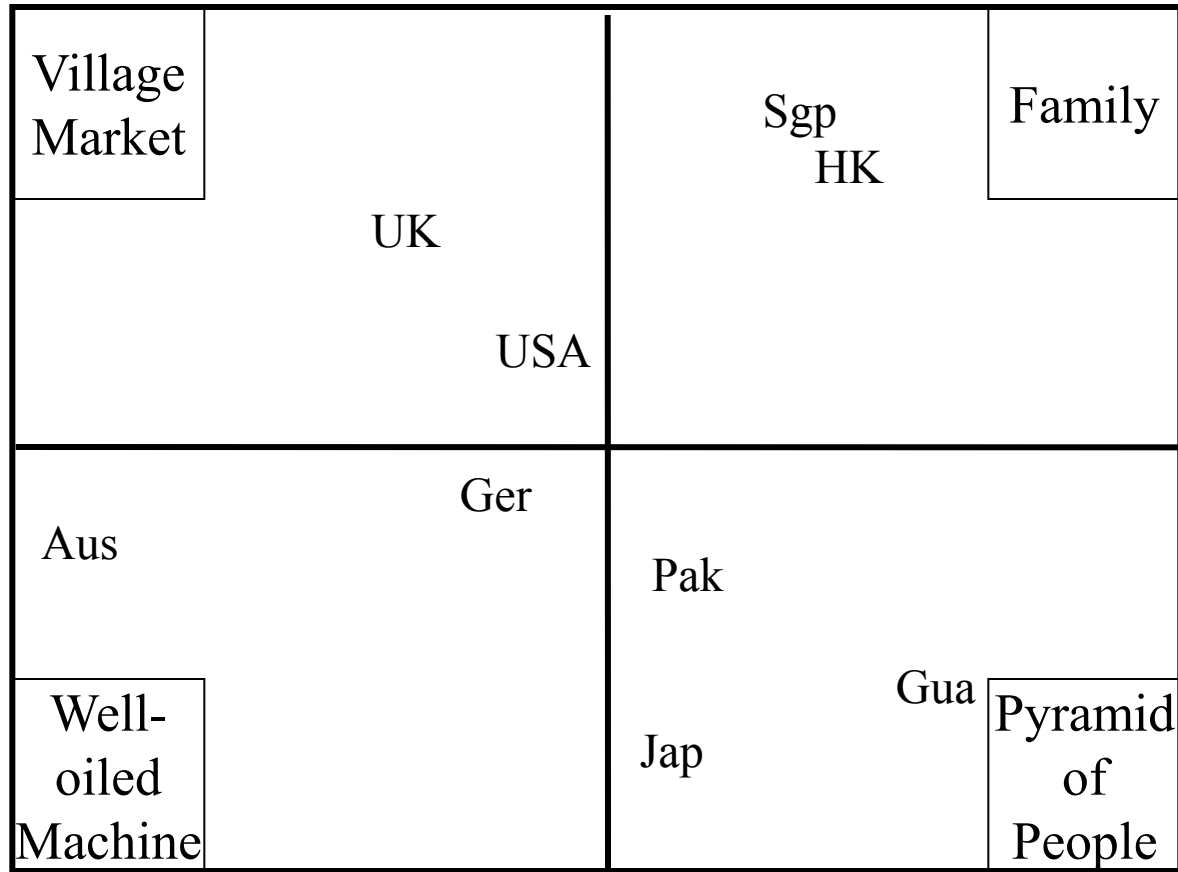 Village
Market
Sgp
HK
Family
UK
USA
Ger
Aus
Pak
Gua
Jap
Well-
oiled
Machine
Pyramid
of
People